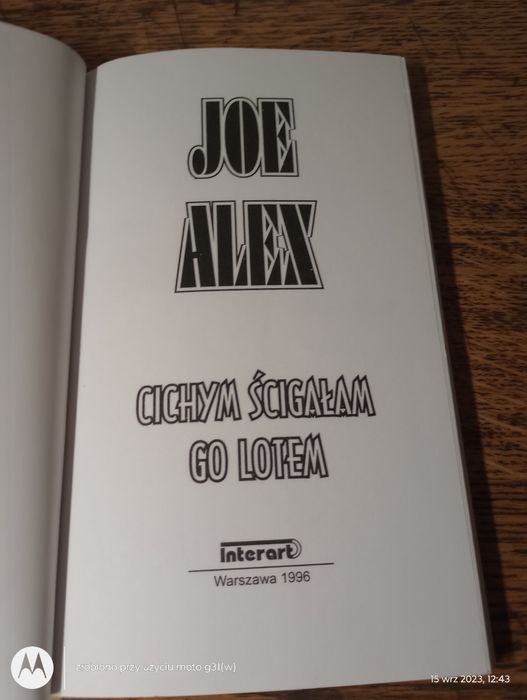 JOE
ALEX
CICHYM ŚCIGAŁAM
GO LOTEM
Interart
Warszawa 1996
zrobiono przy użyciu moto g31(w)
15 wrz 2023, 12:43